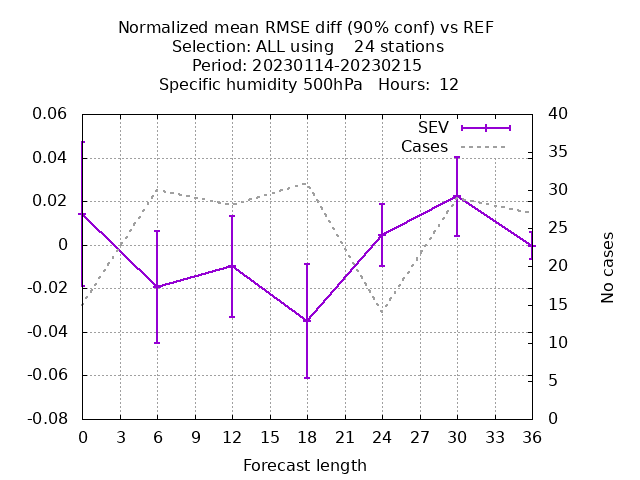 Normalized mean RMSE diff (90% conf) vs REF
Selection: ALL using    24 stations
Period: 20230114-20230215
Specific humidity 500hPa   Hours:  12
SEV
Cases
0.06
0.04
0.02
0
-0.02
-0.04
-0.06
-0.08
40
35
30
25
20
15
10
5
0
No cases
0 3 6 9 12 15 18 21 24 27 30 33 36
Forecast length